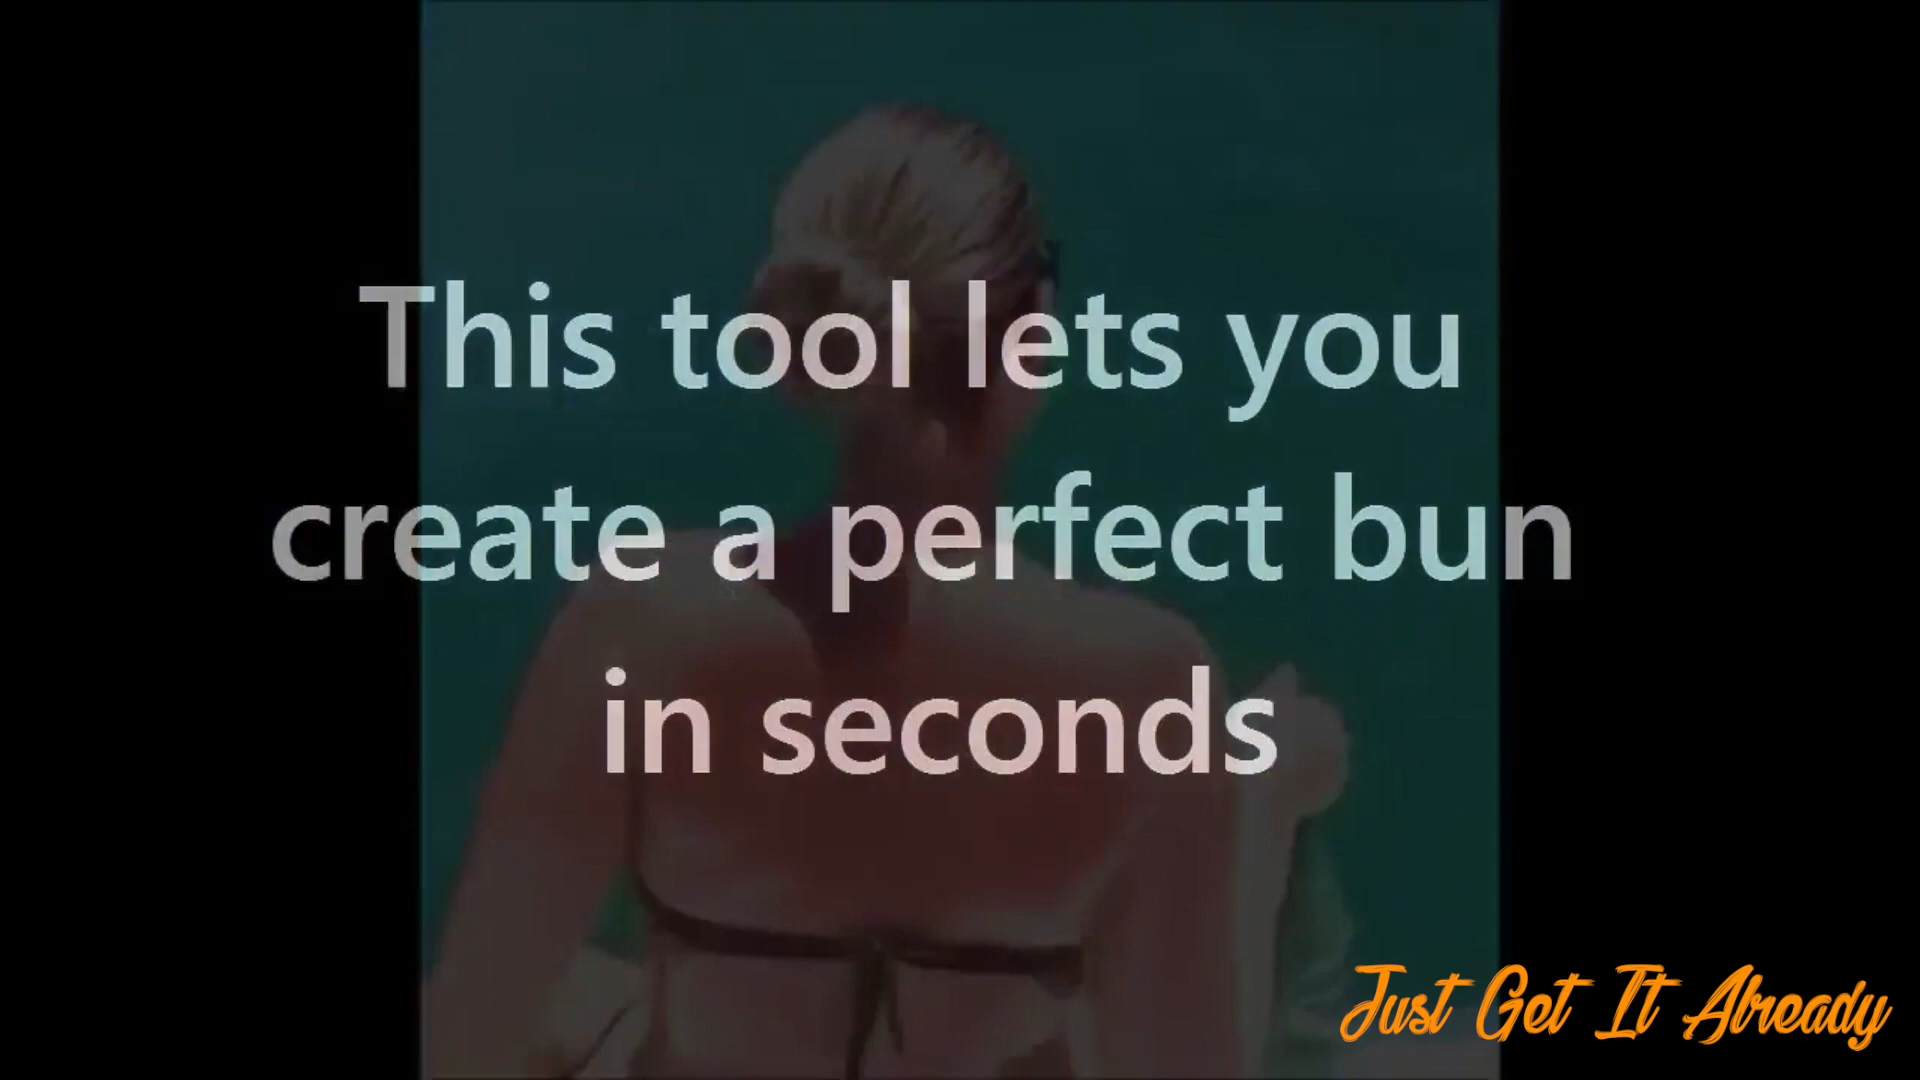 This tool lets you
create a perfect bun
in seconds
Just Get It Already